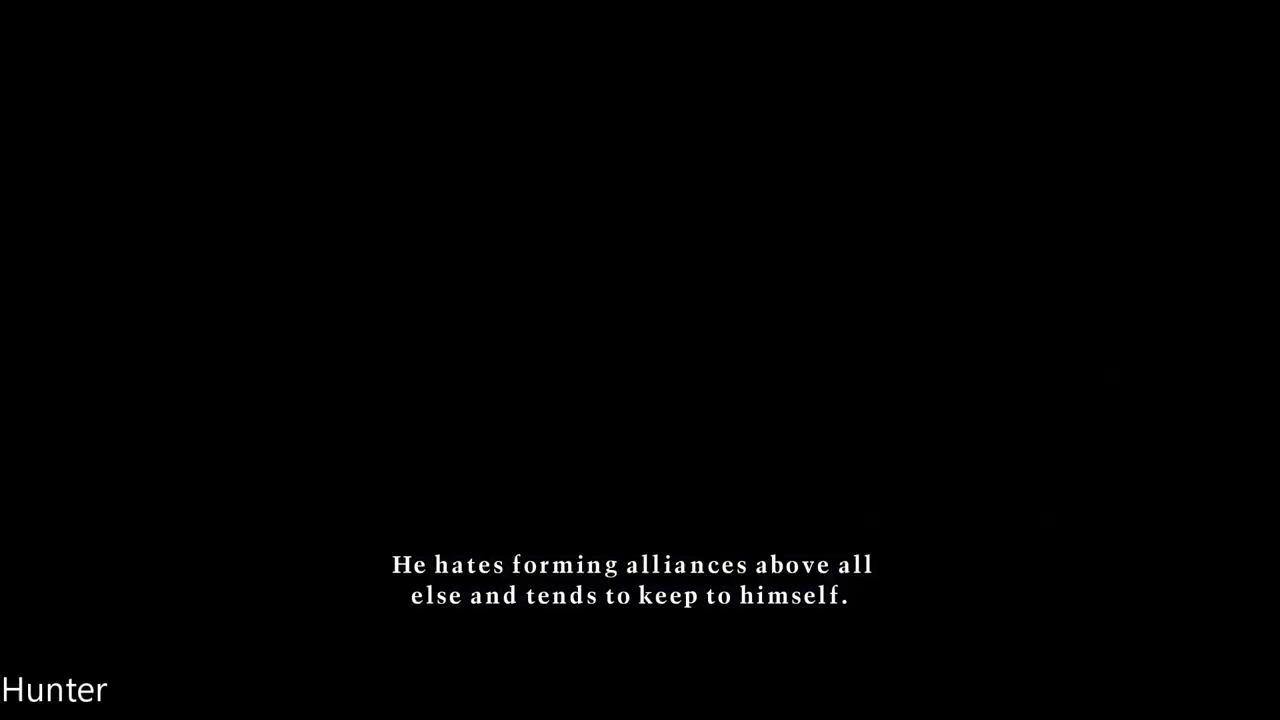 He hates forming alliances above all
else and tends to keep to himself.
Hunter